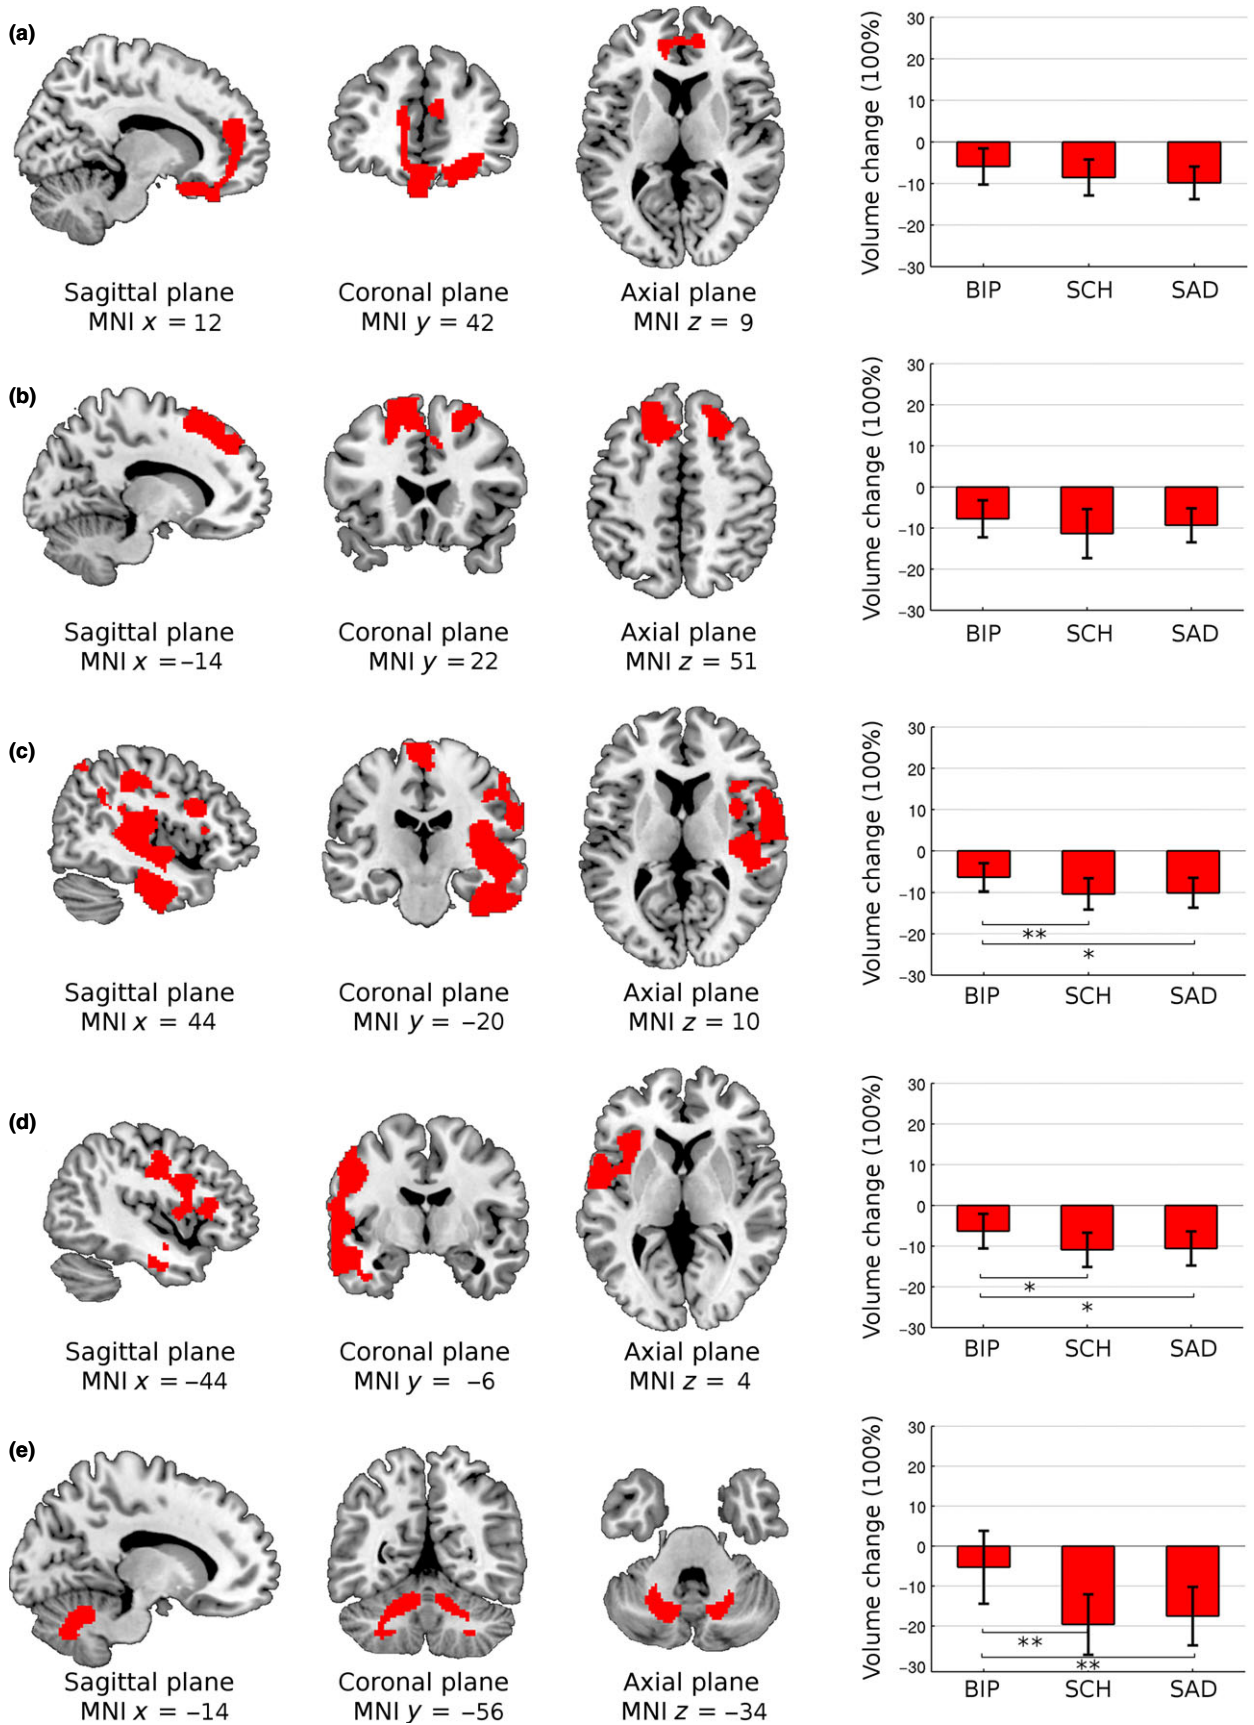 (a)
Sagittal plane
MNI x = 12
Coronal plane
MNI y = 42
Axial plane
MNI z = 9
Volume change (100%)
30
20
10
0
−10
−20
−30
BIP SCH SAD
(b)
Sagittal plane
MNI x =−14
Coronal plane
MNI y = 22
Axial plane
MNI z = 51
Volume change (100%)
30
20
10
0
−10
−20
−30
BIP SCH SAD
(c)
Sagittal plane
MNI x = 44
Coronal plane
MNI y = −20
Axial plane
MNI z = 10
Volume change (100%)
30
20
10
0
−10
−20
−30
**
*
BIP SCH SAD
(d)
Sagittal plane
MNI x = −44
Coronal plane
MNI y = −6
Axial plane
MNI z = 4
Volume change (100%)
30
20
10
0
−10
−20
−30
*
*
BIP SCH SAD
(e)
Sagittal plane
MNI x = −14
Coronal plane
MNI y = −56
Axial plane
MNI z = −34
Volume change (100%)
30
20
10
0
−10
−20
−30
**
**
BIP SCH SAD